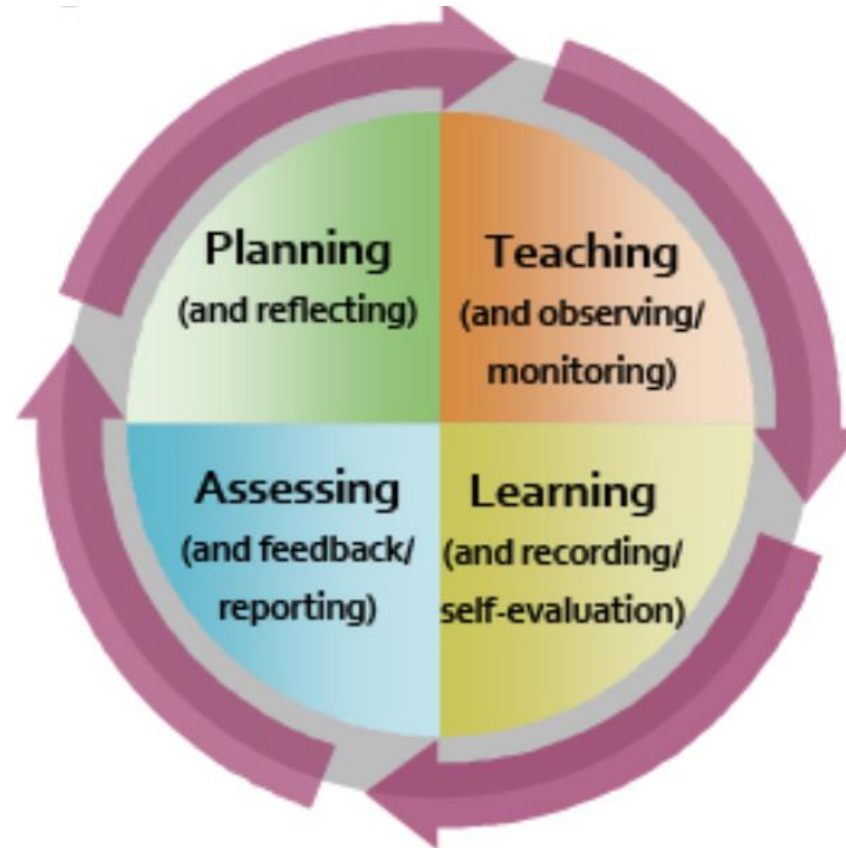 Planning
(and reflecting)
Teaching
(and observing/
monitoring)
Assessing
(and feedback/
reporting)
Learning
(and recording/
self-evaluation)